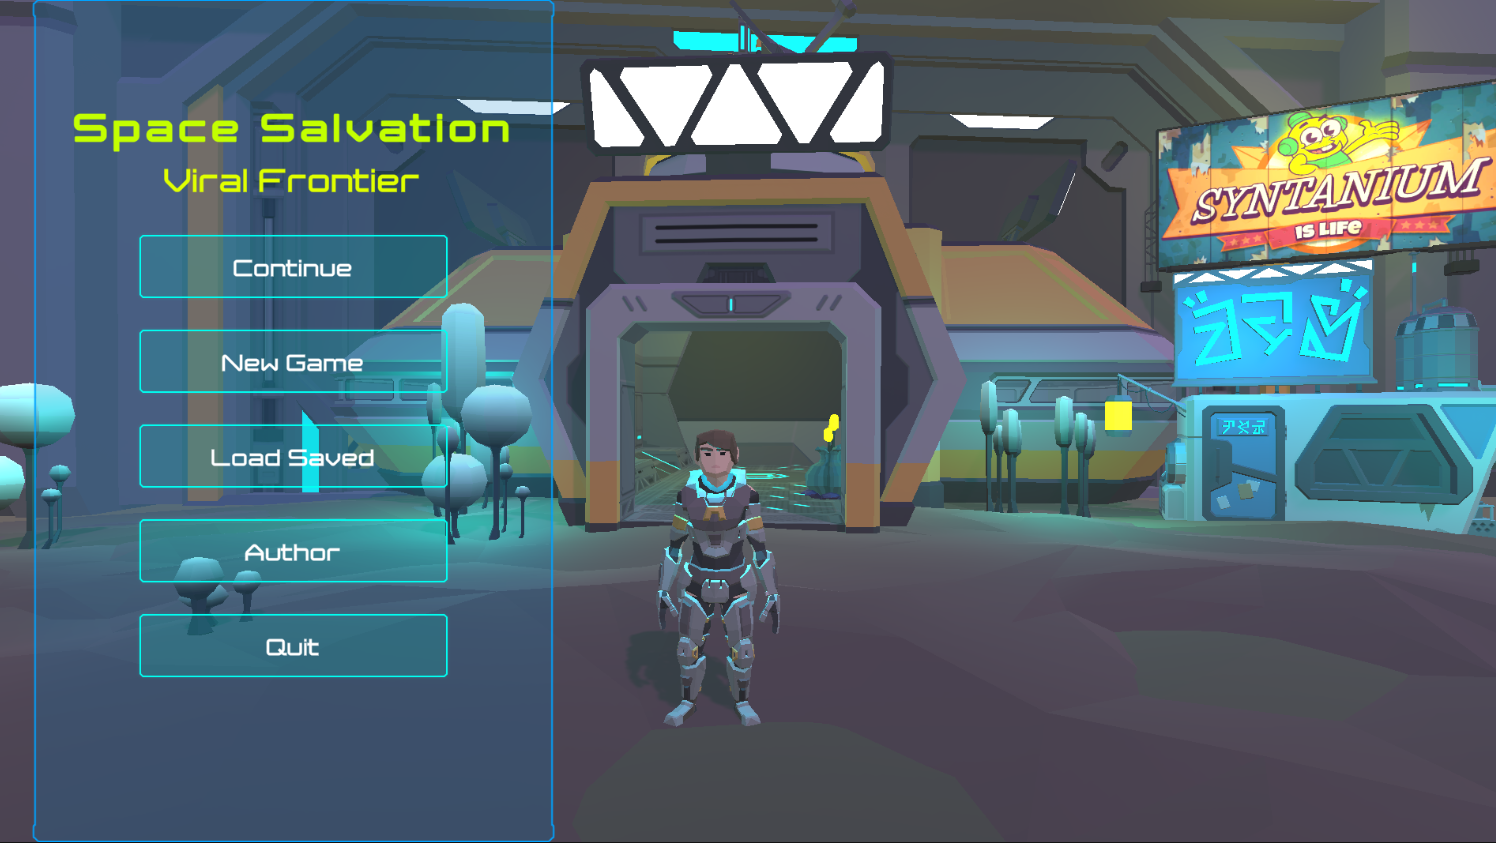 Space Salvation
Viral Frontier
Continue
New Game
Load Saved
Author
Quit
SYNTANIUM
IS LIFE